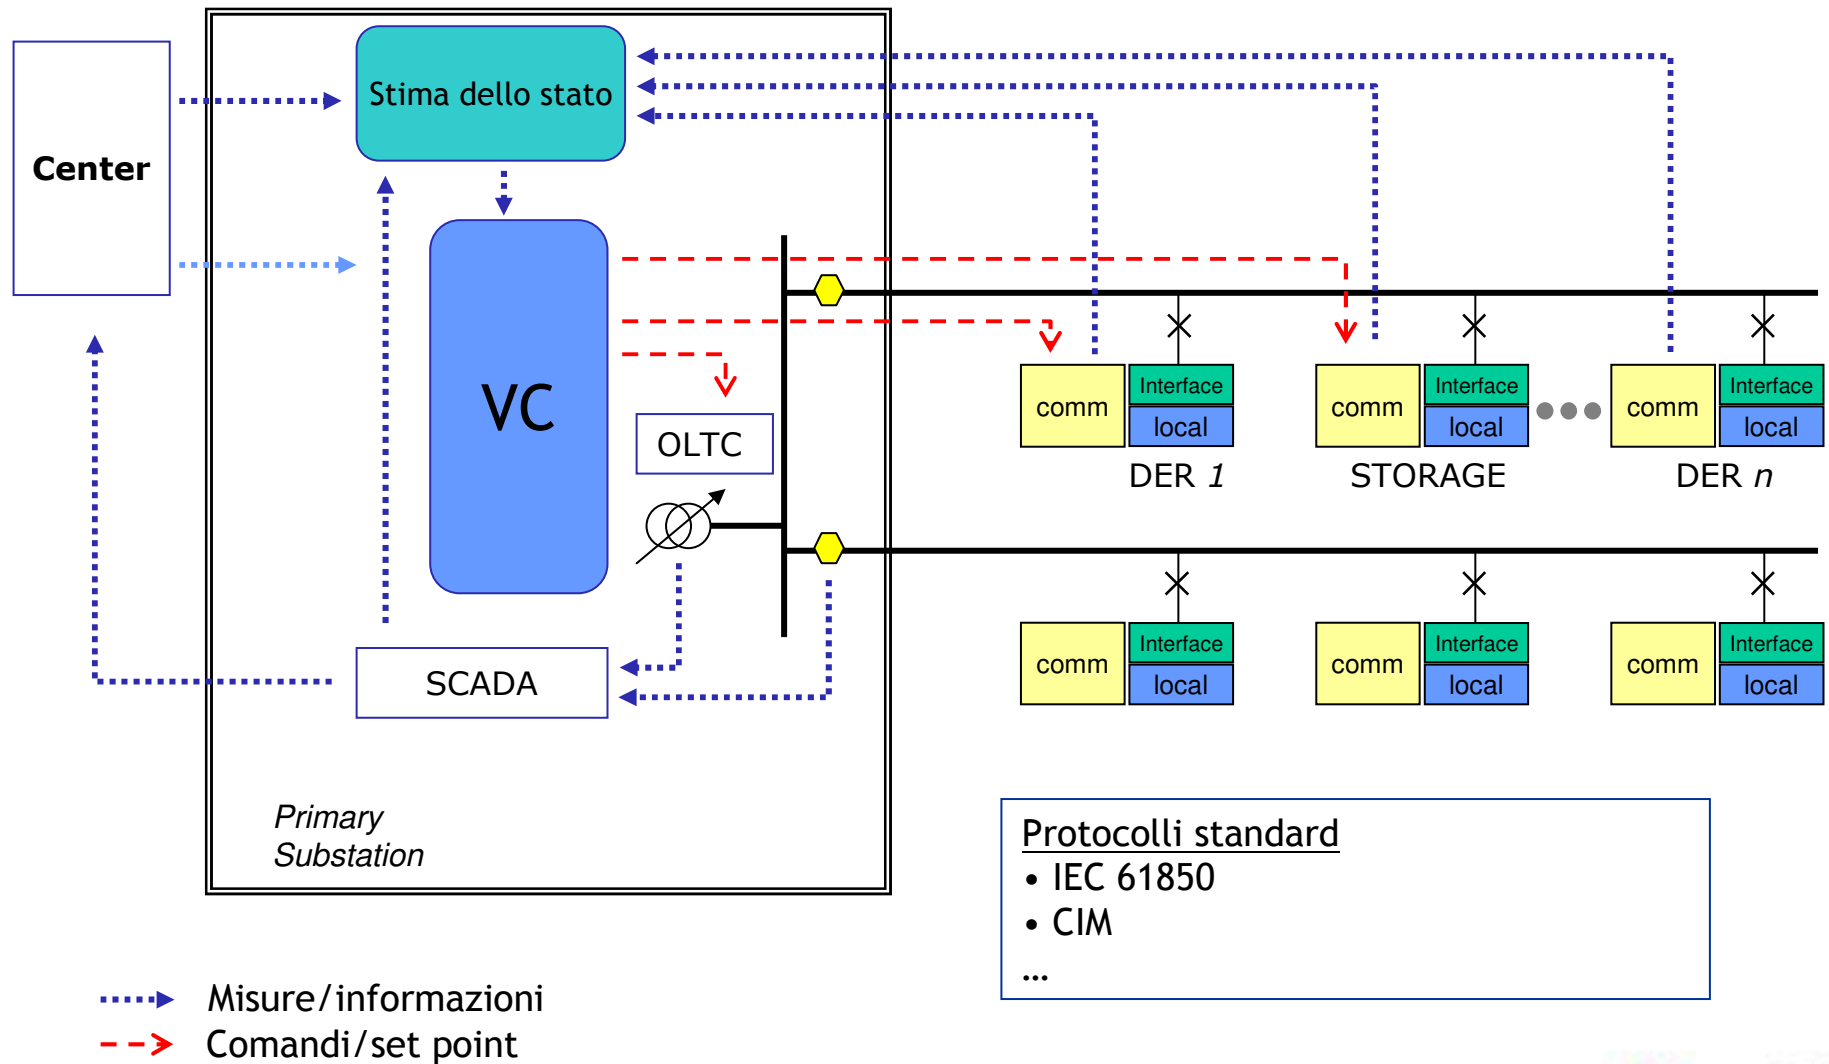 Stima dello stato
Center
VC
OLTC
SCADA
Primary
Substation
comm
Interface
local
DER 1
comm
Interface
local
STORAGE
comm
Interface
local
DER n
comm
Interface
local
comm
Interface
local
comm
Interface
local
Protocolli standard
• IEC 61850
• CIM
...
Misure/informazioni
Comandi/set point